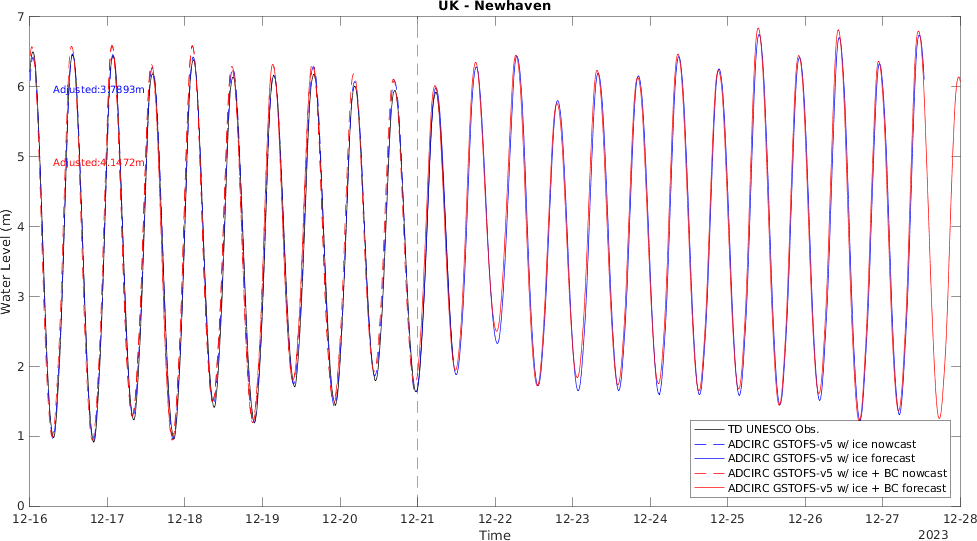 UK - Newhaven
7
6
5
4
3
2
1
0
Water Level (m)
Adjusted:3.7893m
Adjusted:4.1472m
TD UNESCO Obs.
ADCIRC GSTOFS-v5 w/ ice nowcast
ADCIRC GSTOFS-v5 w/ ice forecast
ADCIRC GSTOFS-v5 w/ ice + BC nowcast
ADCIRC GSTOFS-v5 w/ ice + BC forecast
12-16 12-17 12-18 12-19 12-20 12-21 12-22 12-23 12-24 12-25 12-26 12-27 12-28
Time
2023